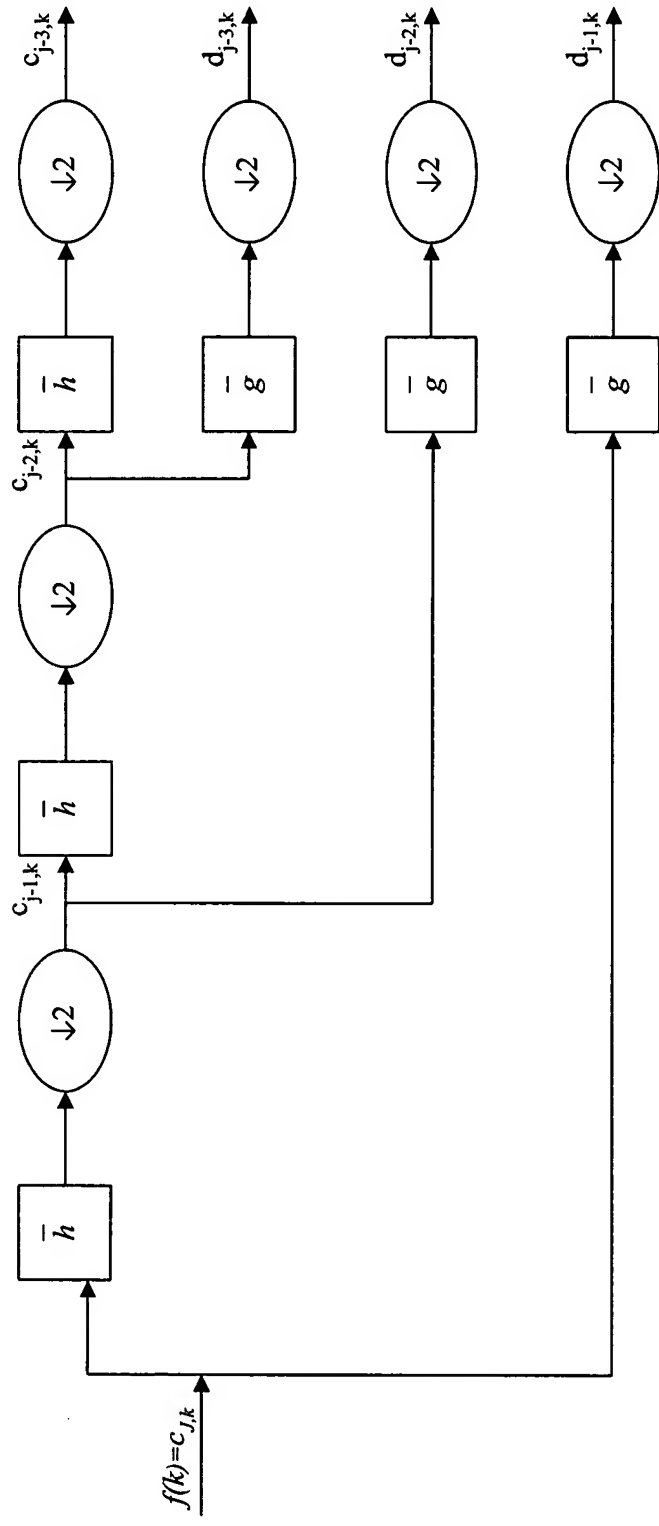 f(k)=c_{J,k}
h̅
↓2
c_{j-1,k}
h̅
↓2
c_{j-2,k}
h̅
↓2
c_{j-3,k}
g̅
↓2
d_{j-3,k}
g̅
↓2
d_{j-2,k}
g̅
↓2
d_{j-1,k}